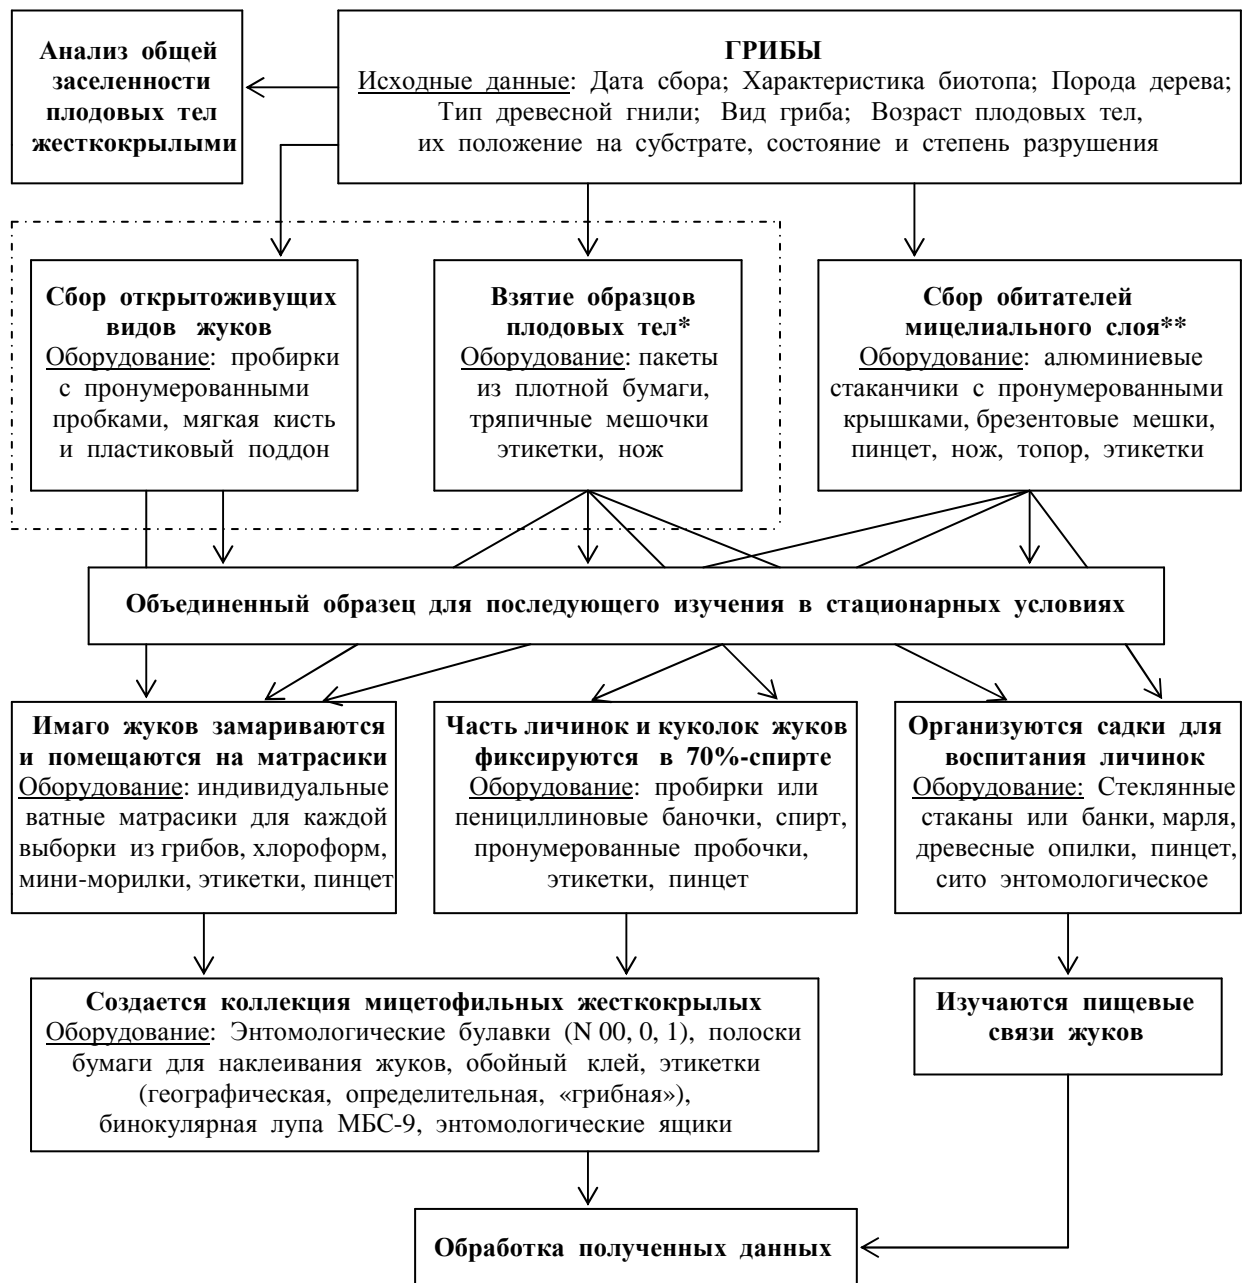 Анализ общей
заселенности
плодовых тел
жесткокрылыми
ГРИБЫ
Исходные данные: Дата сбора; Характеристика биотопа; Порода дерева;
Тип древесной гнили; Вид гриба; Возраст плодовых тел,
их положение на субстрате, состояние и степень разрушения
Сбор открытоживущих
видов жуков
Оборудование: пробирки
с пронумерованными
пробками, мягкая кисть
и пластиковый поддон
Взятие образцов
плодовых тел*
Оборудование: пакеты
из плотной бумаги,
тряпичные мешочки
этикетки, нож
Сбор обитателей
мицелиального слоя**
Оборудование: алюминиевые
стаканчики с пронумерованными
крышками, брезентовые мешки,
пинцет, нож, топор, этикетки
Объединенный образец для последующего изучения в стационарных условиях
Имаго жуков замариваются
и помещаются на матрасики
Оборудование: индивидуальные
ватные матрасики для каждой
выборки из грибов, хлороформ,
мини-морилки, этикетки, пинцет
Часть личинок и куколок жуков
фиксируются в 70%-спирте
Оборудование: пробирки или
пенициллиновые баночки, спирт,
пронумерованные пробочки,
этикетки, пинцет
Организуются садки для
воспитания личинок
Оборудование: Стеклянные
стаканы или банки, марля,
древесные опилки, пинцет,
сито энтомологическое
Создается коллекция мицетофильных жесткокрылых
Оборудование: Энтомологические булавки (N 00, 0, 1), полоски
бумаги для наклеивания жуков, обойный клей, этикетки
(географическая, определительная, «грибная»),
бинокулярная лупа МБС-9, энтомологические ящики
Изучаются пищевые
связи жуков
Обработка полученных данных